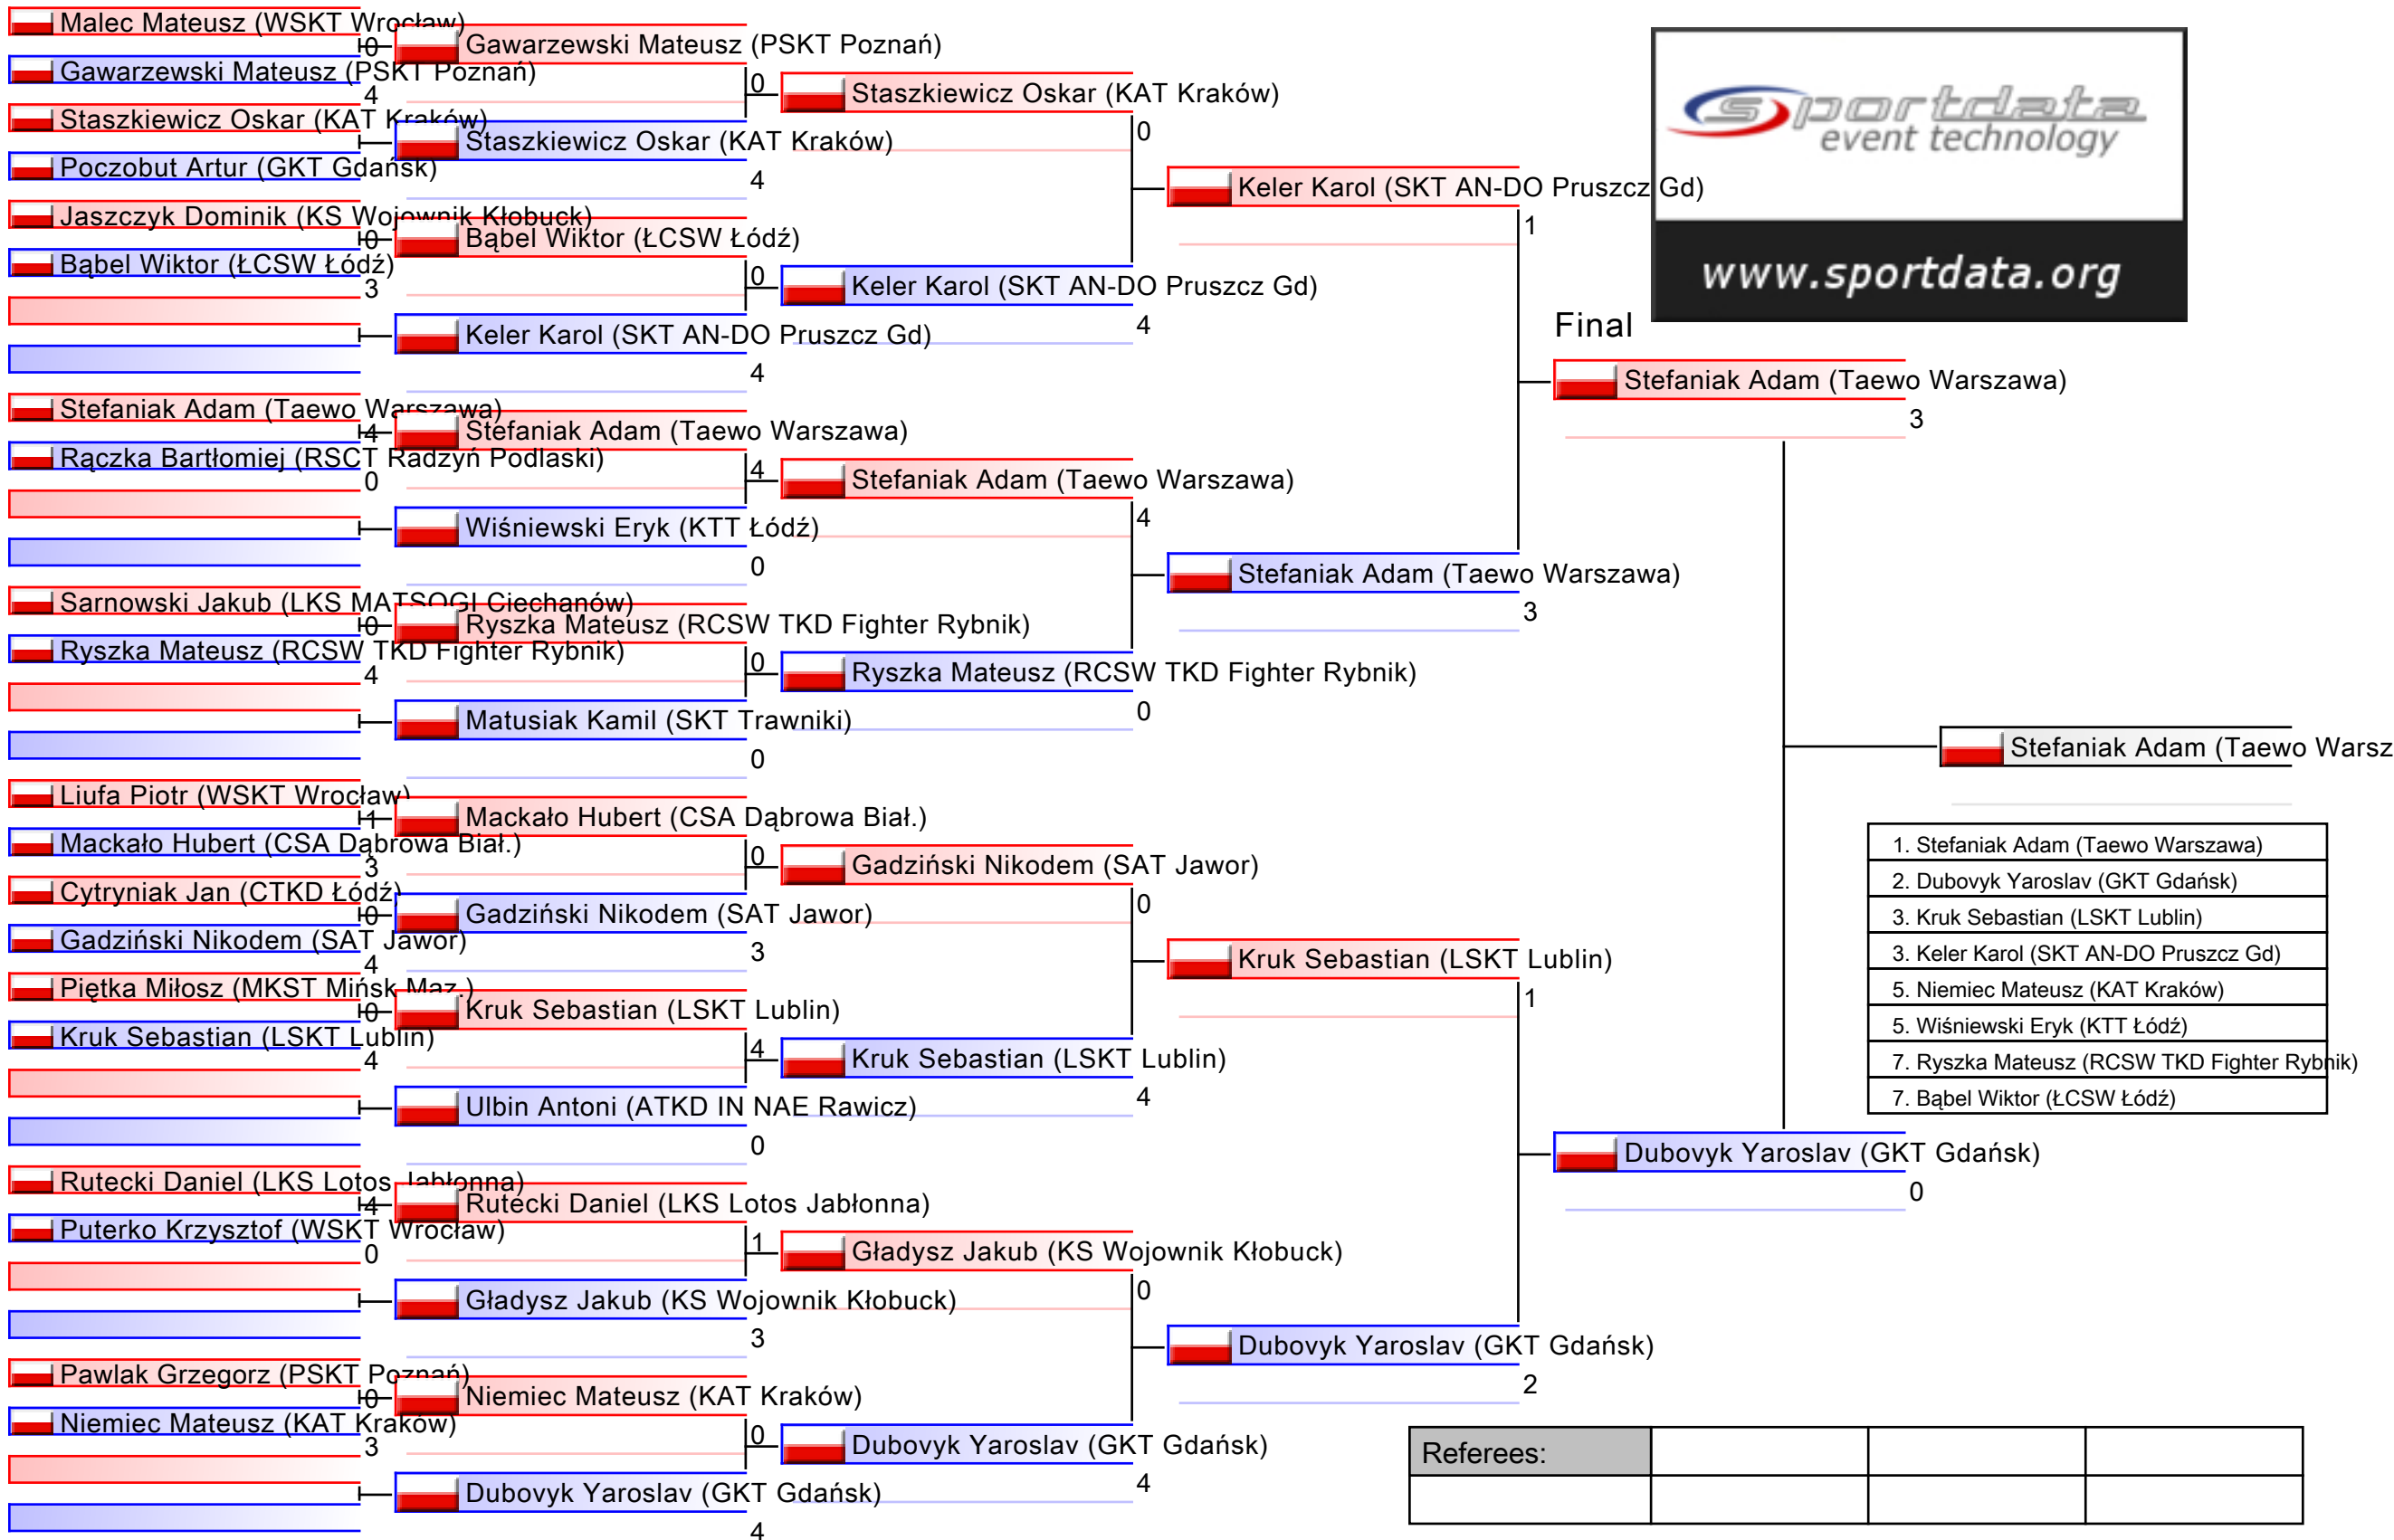 Malec Mateusz (WSKT Wrocław)
0
Gawarzewski Mateusz (PSKT Poznań)
4
Staszkiewicz Oskar (KAT Kraków)
Poczobut Artur (GKT Gdańsk)
Jaszczyk Dominik (KS Wojownik Kłobuck)
0
Bąbel Wiktor (ŁCSW Łódź)
3
Stefaniak Adam (Taewo Warszawa)
4
Rączka Bartłomiej (RSCT Radzyń Podlaski)
0
Sarnowski Jakub (LKS MATSOGI Ciechanów)
0
Ryszka Mateusz (RCSW TKD Fighter Rybnik)
4
Liufa Piotr (WSKT Wrocław)
1
Mackało Hubert (CSA Dąbrowa Biał.)
3
Cytryniak Jan (CTKD Łódź)
0
Gadziński Nikodem (SAT Jawor)
4
Piętka Miłosz (MKST Mińsk Maz.)
0
Kruk Sebastian (LSKT Lublin)
4
Rutecki Daniel (LKS Lotos Jabłonna)
4
Puterko Krzysztof (WSKT Wrocław)
0
Pawlak Grzegorz (PSKT Poznań)
0
Niemiec Mateusz (KAT Kraków)
3
Gawarzewski Mateusz (PSKT Poznań)
0
Staszkiewicz Oskar (KAT Kraków)
4
Bąbel Wiktor (ŁCSW Łódź)
0
Keler Karol (SKT AN-DO Pruszcz Gd)
4
Stefaniak Adam (Taewo Warszawa)
4
Wiśniewski Eryk (KTT Łódź)
0
Ryszka Mateusz (RCSW TKD Fighter Rybnik)
0
Matusiak Kamil (SKT Trawniki)
0
Mackało Hubert (CSA Dąbrowa Biał.)
0
Gadziński Nikodem (SAT Jawor)
3
Kruk Sebastian (LSKT Lublin)
4
Ulbin Antoni (ATKD IN NAE Rawicz)
0
Rutecki Daniel (LKS Lotos Jabłonna)
1
Gładysz Jakub (KS Wojownik Kłobuck)
3
Niemiec Mateusz (KAT Kraków)
0
Dubovyk Yaroslav (GKT Gdańsk)
4
Staszkiewicz Oskar (KAT Kraków)
0
Keler Karol (SKT AN-DO Pruszcz Gd)
4
Stefaniak Adam (Taewo Warszawa)
4
Ryszka Mateusz (RCSW TKD Fighter Rybnik)
0
Gadziński Nikodem (SAT Jawor)
0
Kruk Sebastian (LSKT Lublin)
4
Gładysz Jakub (KS Wojownik Kłobuck)
0
Dubovyk Yaroslav (GKT Gdańsk)
4
Keler Karol (SKT AN-DO Pruszcz Gd)
1
Stefaniak Adam (Taewo Warszawa)
3
Kruk Sebastian (LSKT Lublin)
1
Dubovyk Yaroslav (GKT Gdańsk)
2
sportdata
event technology
www.sportdata.org
Final
Stefaniak Adam (Taewo Warszawa)
3
Dubovyk Yaroslav (GKT Gdańsk)
0
Stefaniak Adam (Taewo Warsz
1. Stefaniak Adam (Taewo Warszawa)
2. Dubovyk Yaroslav (GKT Gdańsk)
3. Kruk Sebastian (LSKT Lublin)
3. Keler Karol (SKT AN-DO Pruszcz Gd)
5. Niemiec Mateusz (KAT Kraków)
5. Wiśniewski Eryk (KTT Łódź)
7. Ryszka Mateusz (RCSW TKD Fighter Rybnik)
7. Bąbel Wiktor (ŁCSW Łódź)
Referees: